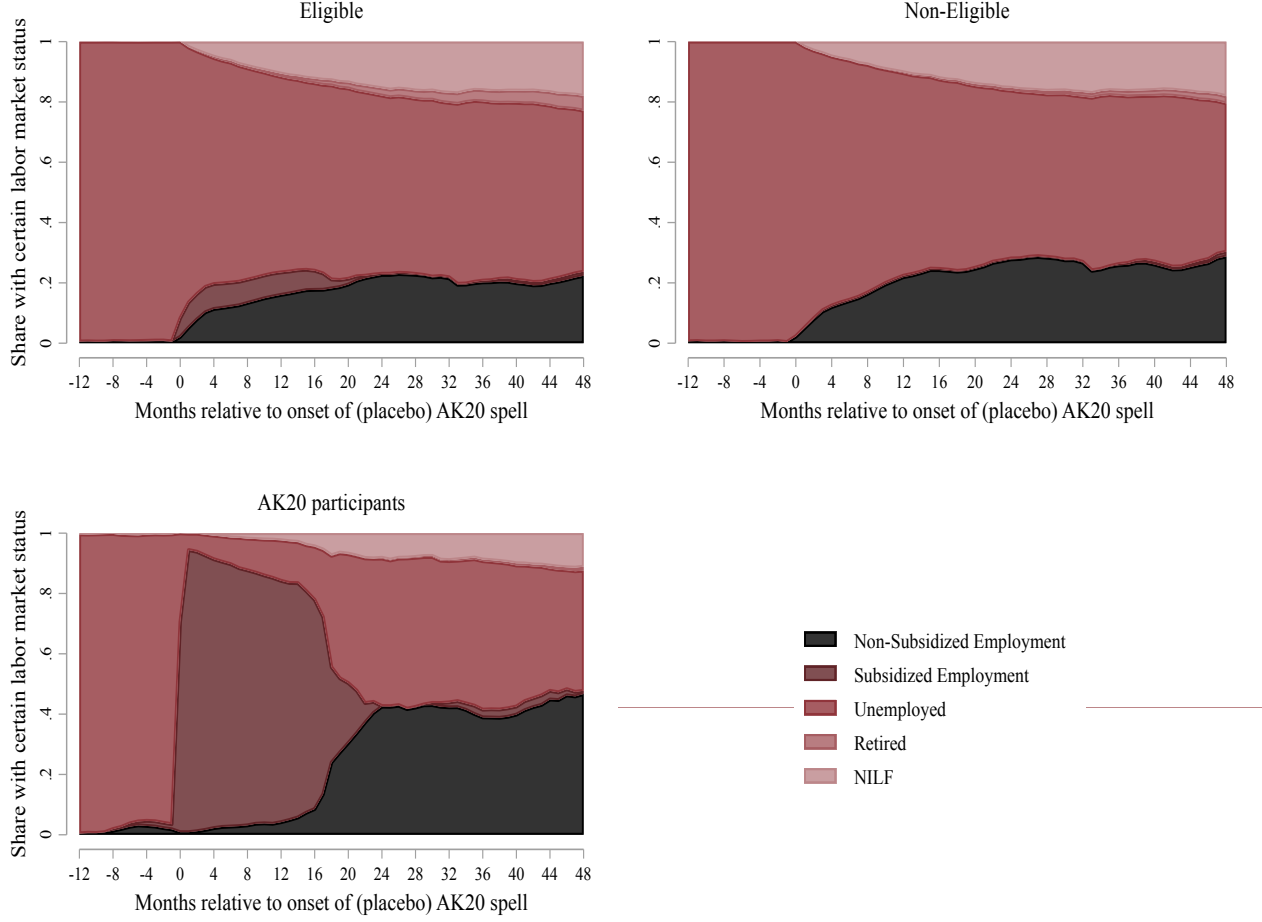 Eligible
Share with certain labor market status
1
.8
.6
.4
.2
0
-12 -8 -4 0 4 8 12 16 20 24 28 32 36 40 44 48
Months relative to onset of (placebo) AK20 spell
Non-Eligible
1
.8
.6
.4
.2
0
-12 -8 -4 0 4 8 12 16 20 24 28 32 36 40 44 48
Months relative to onset of (placebo) AK20 spell
AK20 participants
Share with certain labor market status
1
.8
.6
.4
.2
0
-12 -8 -4 0 4 8 12 16 20 24 28 32 36 40 44 48
Months relative to onset of (placebo) AK20 spell
Non-Subsidized Employment
Subsidized Employment
Unemployed
Retired
NILF